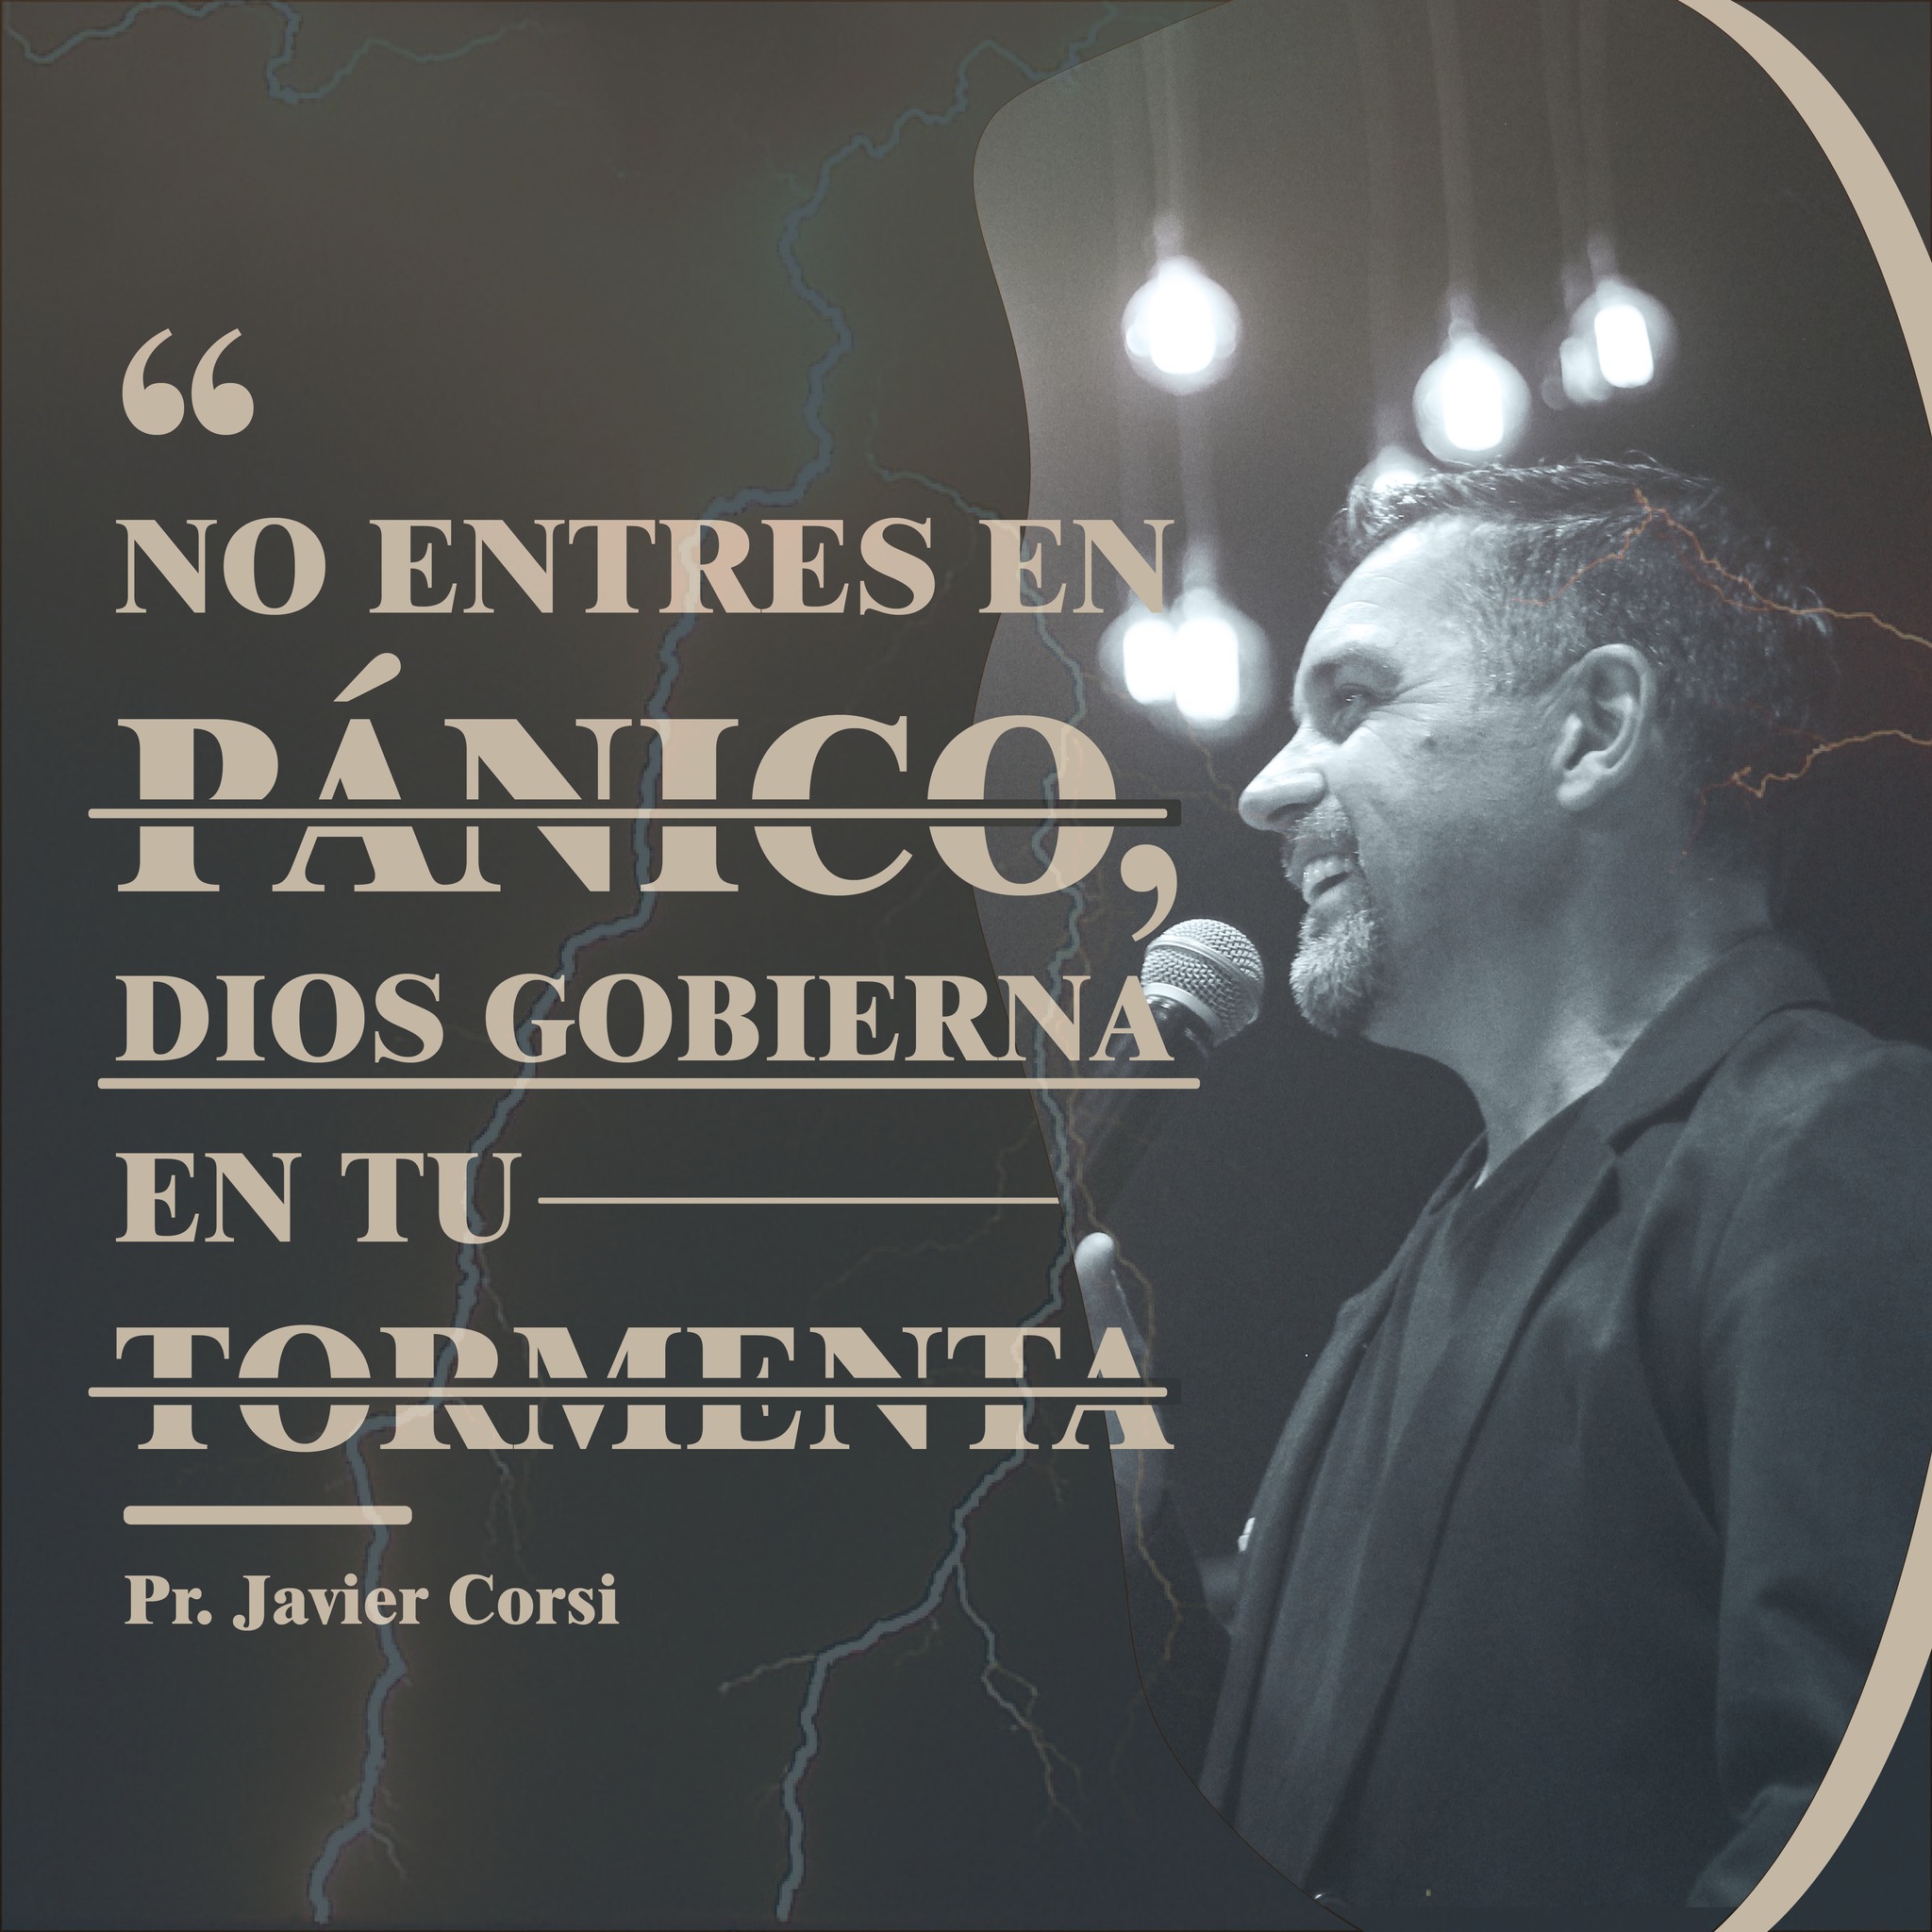 “
NO ENTRES EN
PÁNICO,
DIOS GOBIERNA
EN TU
TORMENTA
Pr. Javier Corsi